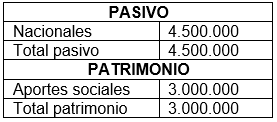 PASIVO
Nacionales 4.500.000
Total pasivo 4.500.000
PATRIMONIO
Aportes sociales 3.000.000
Total patrimonio 3.000.000